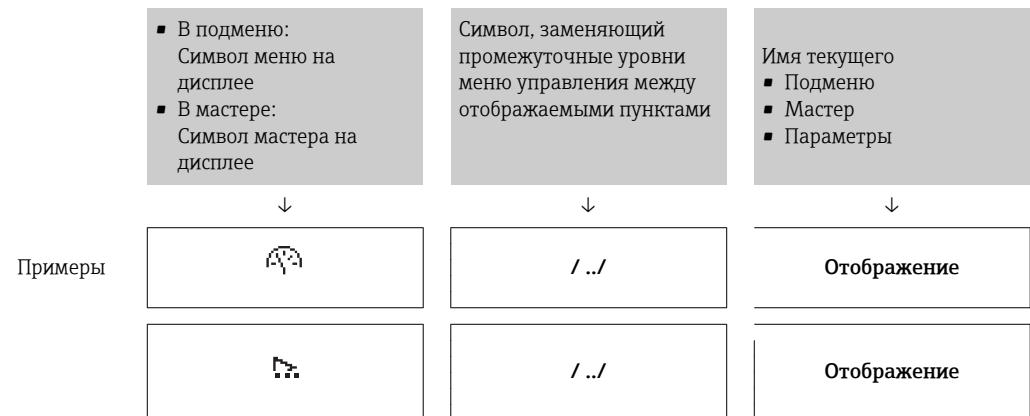 ▪ В подменю:
Символ меню на
дисплее
▪ В мастере:
Символ мастера на
дисплее
Символ, заменяющий
промежуточные уровни
меню управления между
отображаемыми пунктами
Имя текущего
▪ Подменю
▪ Мастер
▪ Параметры
↓ ↓ ↓
Примеры / ../ Отображение
/ ../ Отображение